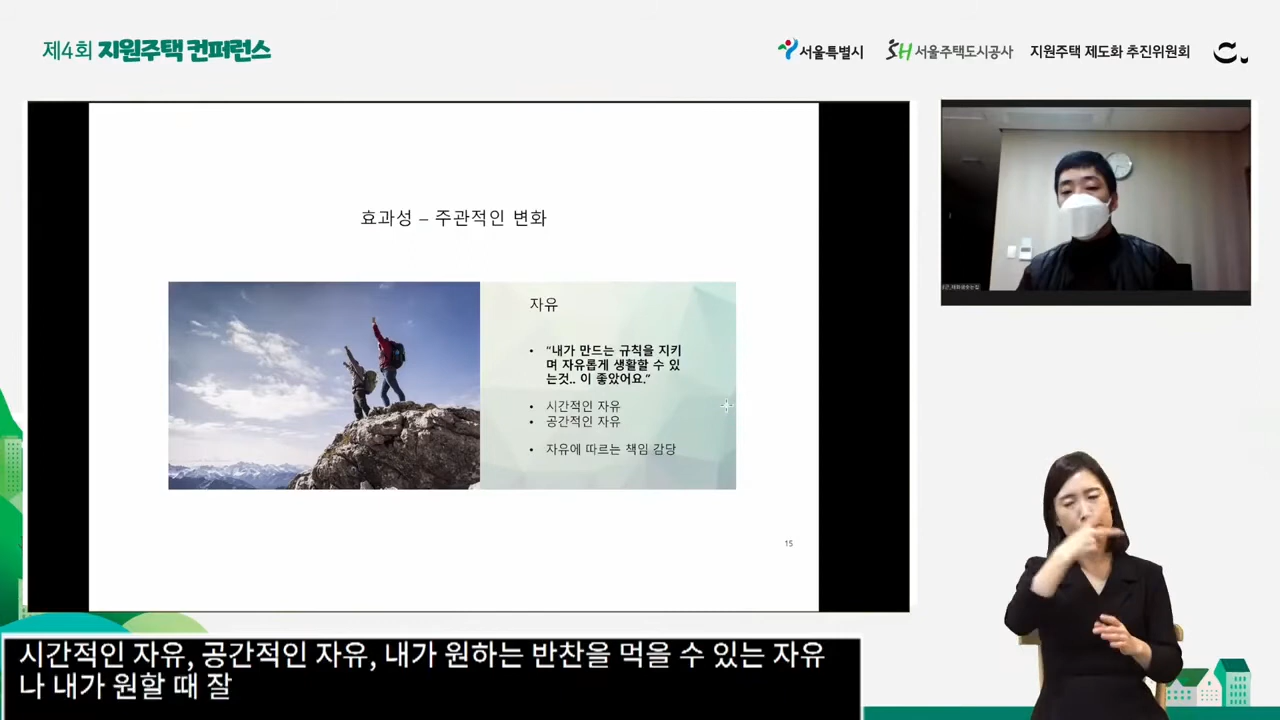 제4회 지원주택 컨퍼런스
서울특별시
SH 서울주택도시공사
지원주택 제도화 추진위원회
효과성 – 주관적인 변화
자유
• “내가 만드는 규칙을 지키
며 자유롭게 생활할 수 있
는것.. 이 좋았어요.”
• 시간적인 자유
• 공간적인 자유
• 자유에 따르는 책임 감당
15
시간적인 자유, 공간적인 자유, 내가 원하는 반찬을 먹을 수 있는 자유
나 내가 원할 때 잘